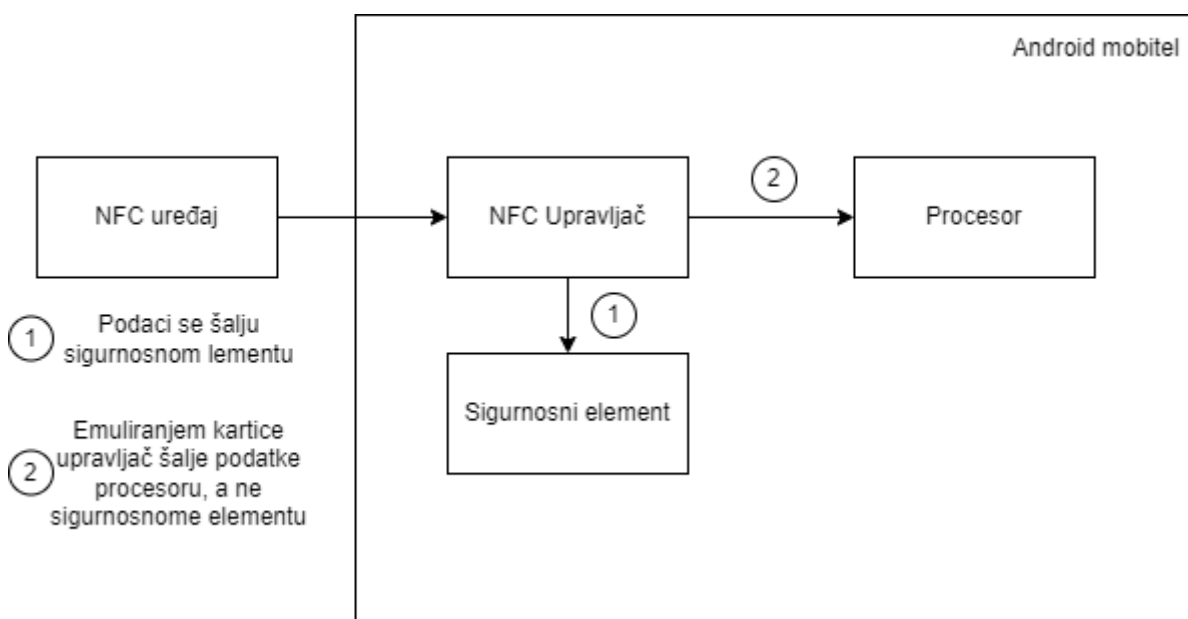 Android mobitel
NFC uređaj
NFC Upravljač
2
Procesor
1
Sigurnosni element
1
Podaci se šalju
sigurnosnom lementu
2
Emuliranjem kartice
upravljač šalje podatke
procesoru, a ne
sigurnosnome elementu